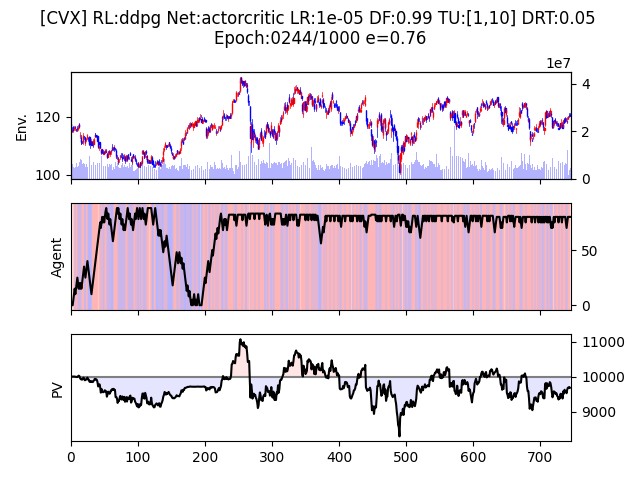 [CVX] RL:ddpg Net:actorcritic LR:1e-05 DF:0.99 TU:[1,10] DRT:0.05
Epoch:0244/1000 e=0.76
1e7
Env.
120
100
4
2
0
Agent
50
0
PV
11000
10000
9000
0 100 200 300 400 500 600 700